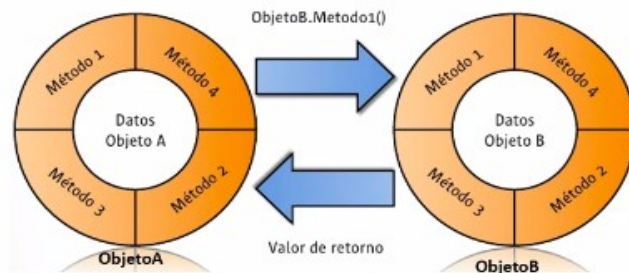 ObjetoB.Metodo1()
Método 1
Método 4
Datos
Objeto A
Método 3
Método 2
Método 1
Método 4
Datos
Objeto B
Método 3
Método 2
Valor de retorno
ObjetoA
ObjetoB